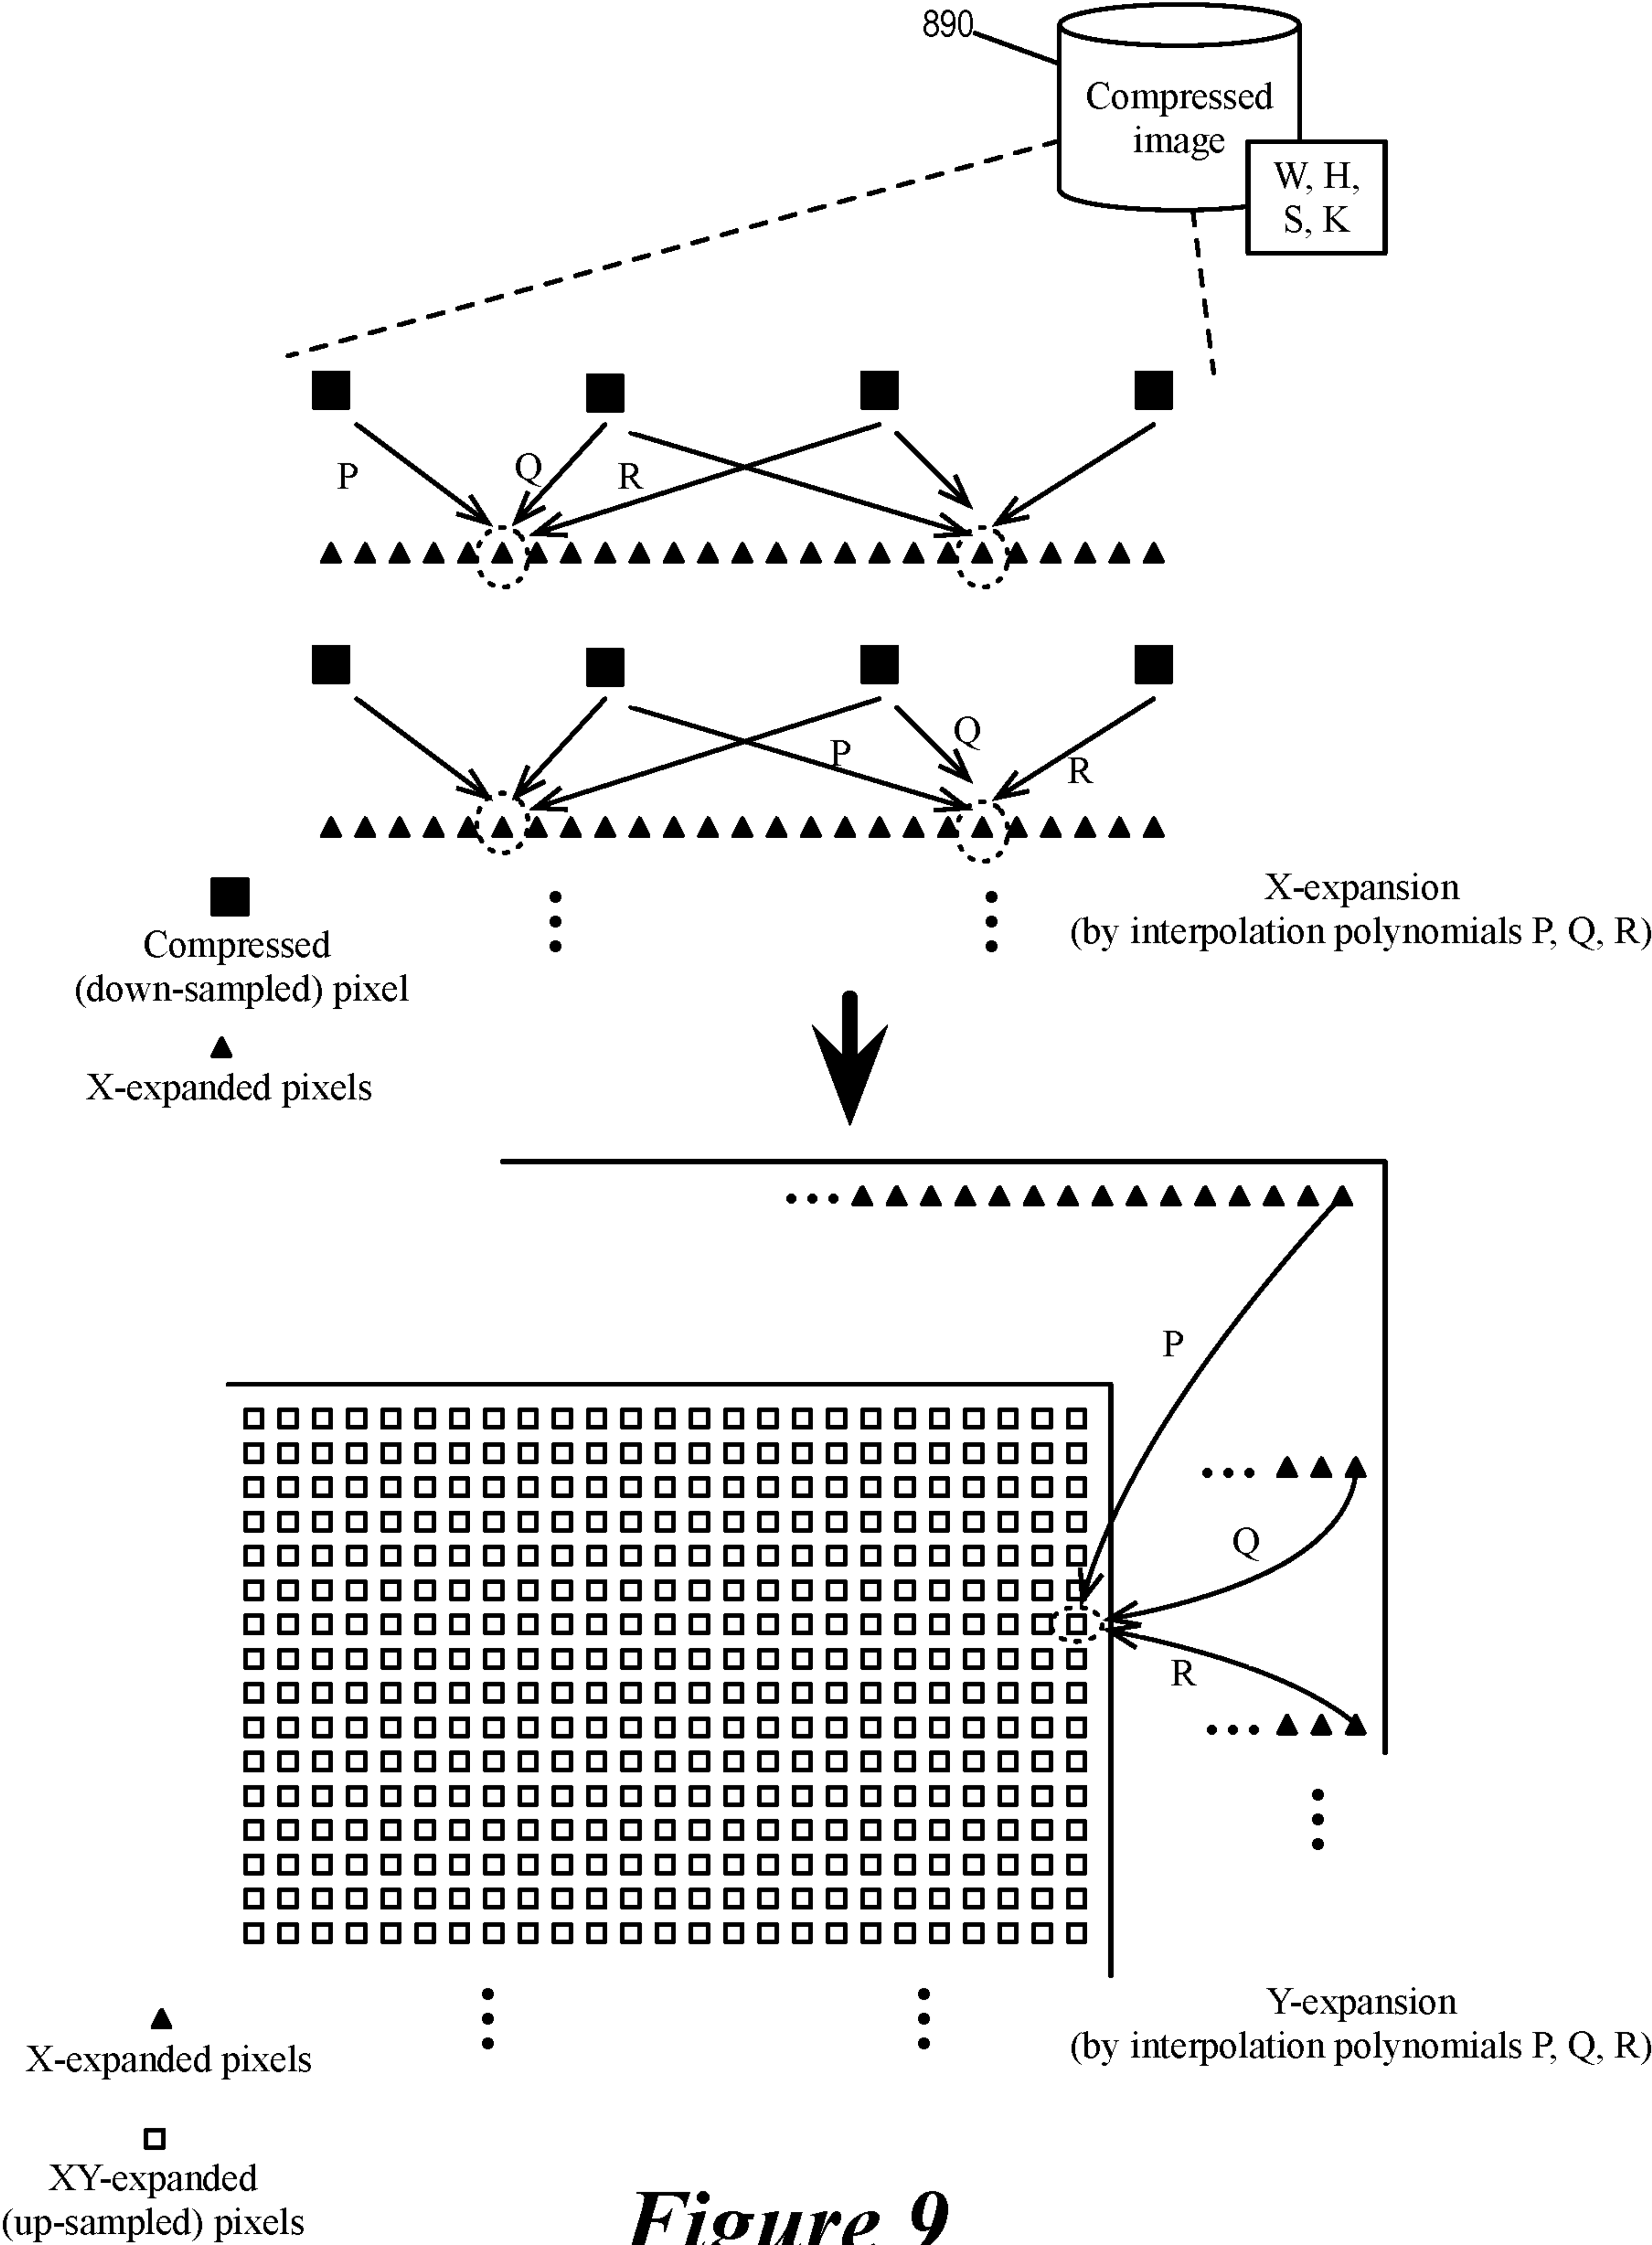 890
Compressed
image
W, H,
S, K
P
Q
R
P
Q
R
Compressed
(down-sampled) pixel
X-expanded pixels
X-expansion
(by interpolation polynomials P, Q, R)
P
Q
R
X-expanded pixels
XY-expanded
(up-sampled) pixels
Y-expansion
(by interpolation polynomials P, Q, R)
Figure 9